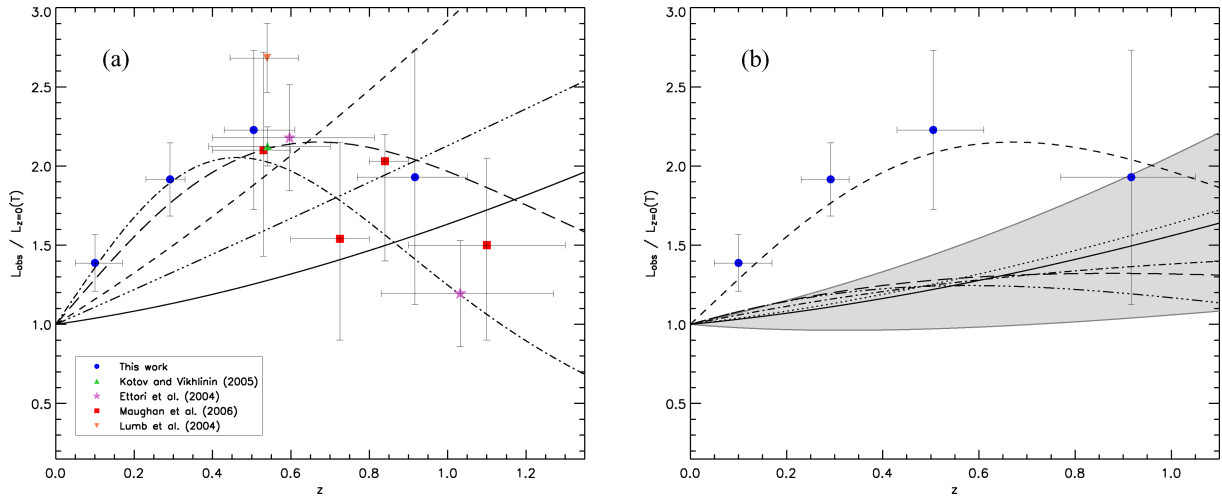 (a)
3.0
2.5
2.0
1.5
1.0
0.5
L_obs / L_z=0(T)
This work
Kotov and Vikhlinin (2005)
Ettori et al. (2004)
Maughan et al. (2006)
Lumb et al. (2004)
0.0 0.2 0.4 0.6 0.8 1.0 1.2
z
(b)
3.0
2.5
2.0
1.5
1.0
0.5
L_obs / L_z=0(T)
0.0 0.2 0.4 0.6 0.8 1.0
z